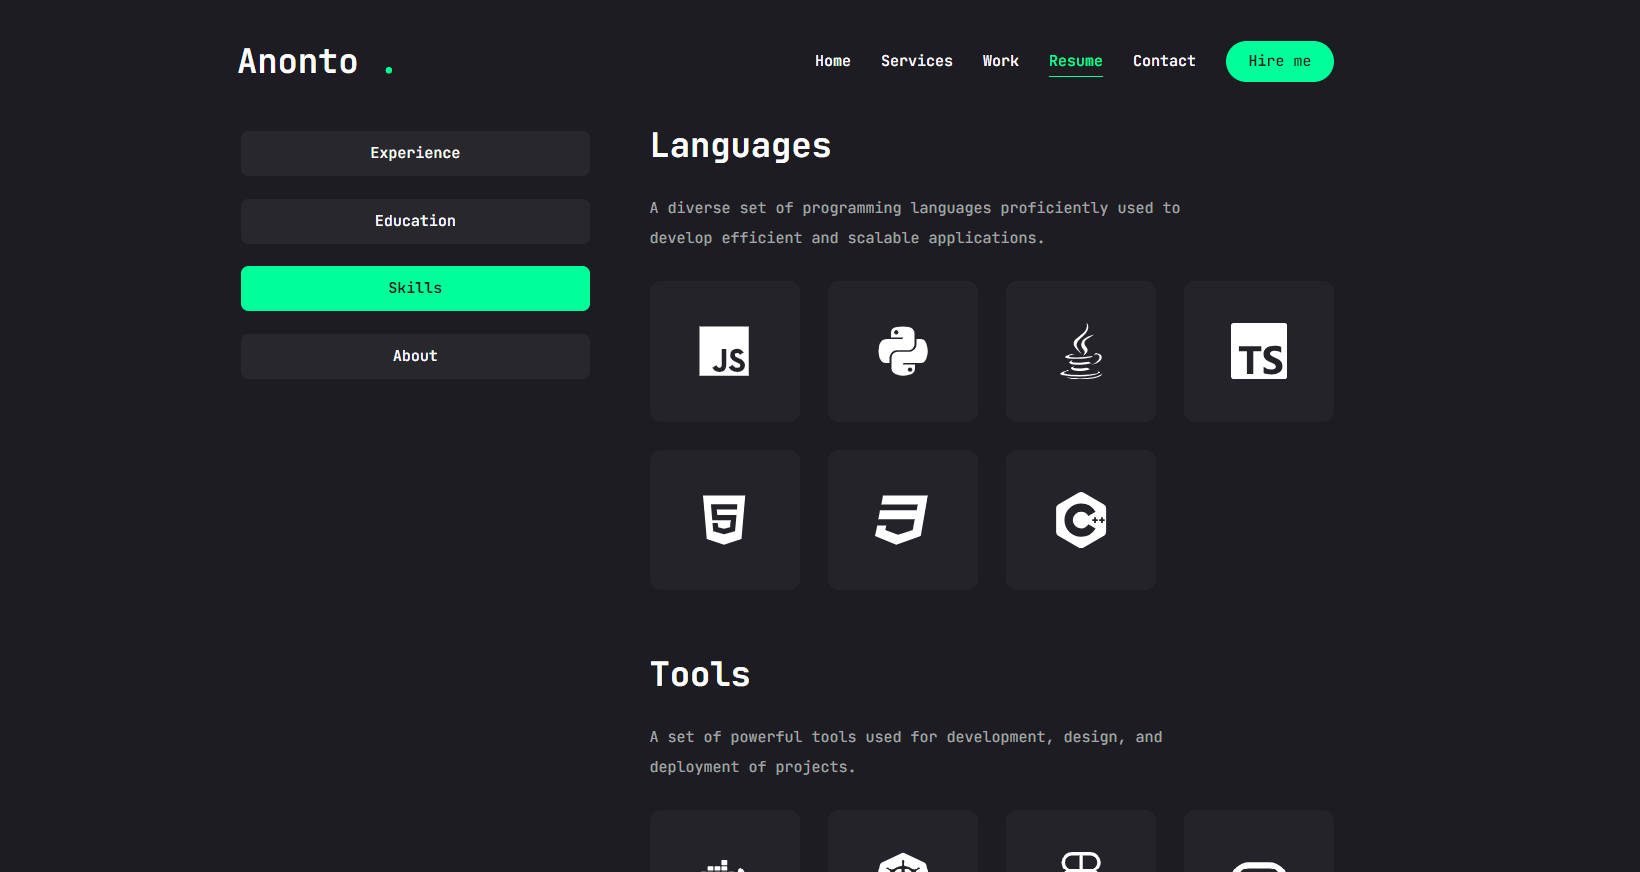 Anonto .
Home Services Work Resume Contact Hire me
Experience
Education
Skills
About
Languages
A diverse set of programming languages proficiently used to
develop efficient and scalable applications.
JS
TS
5
C++
Tools
A set of powerful tools used for development, design, and
deployment of projects.